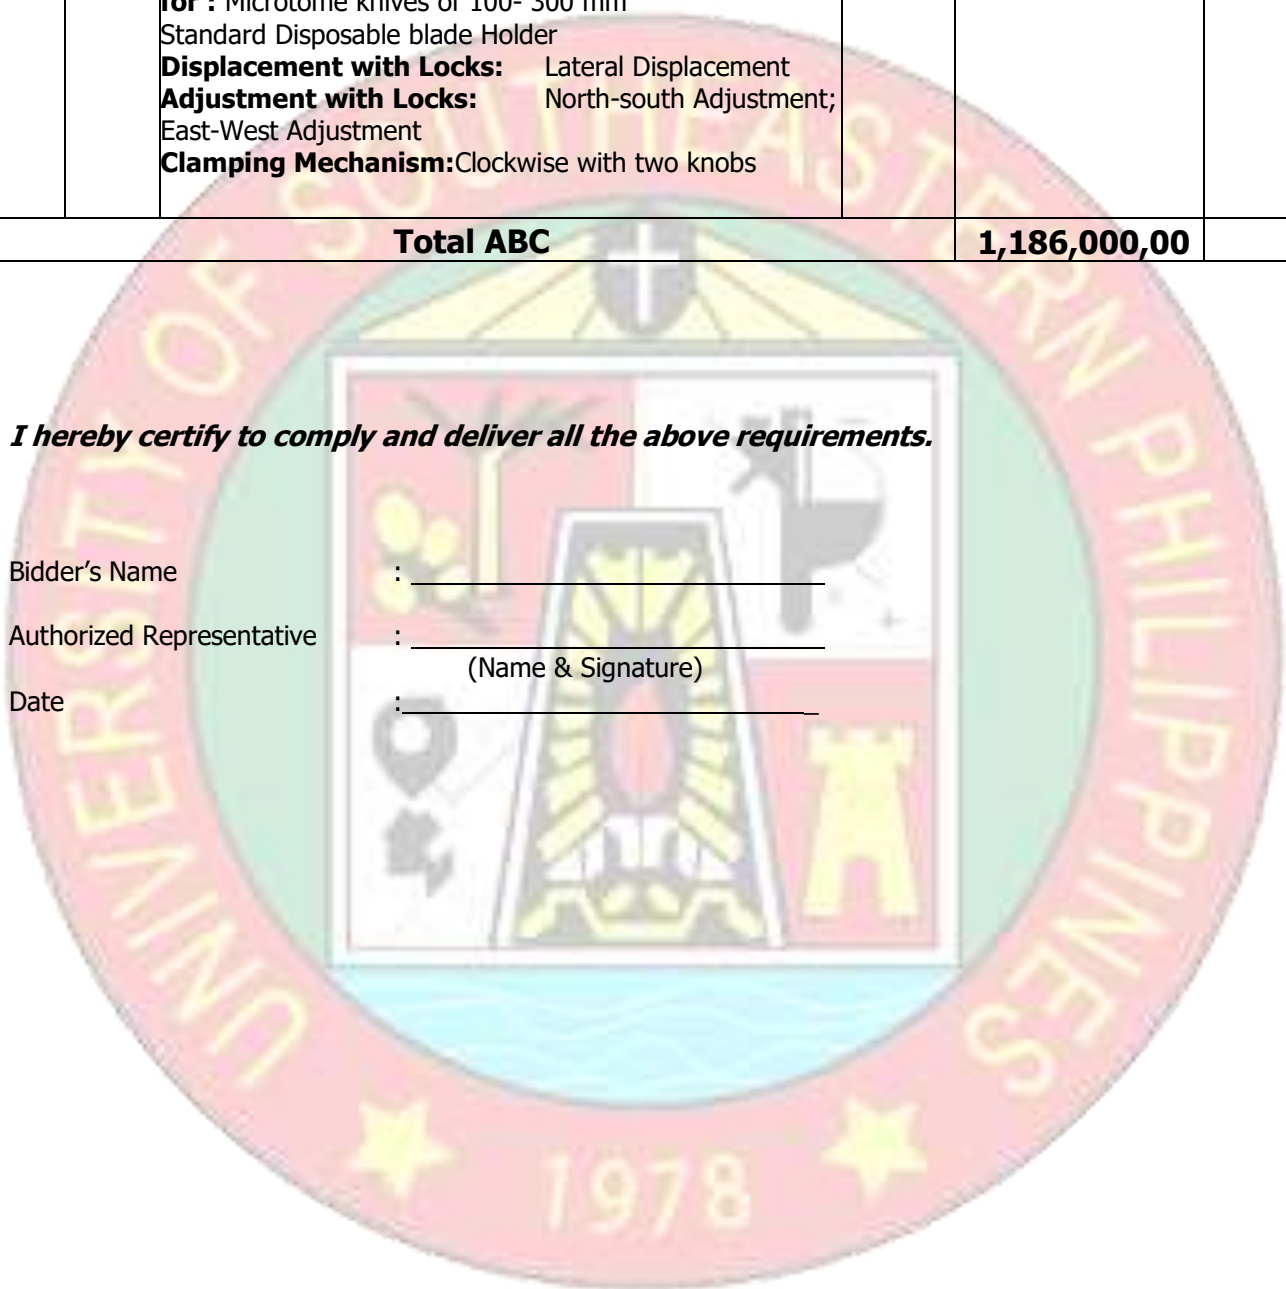 for : Microtome knives of 100- 300 mm
Standard Disposable blade Holder
Displacement with Locks: Lateral Displacement
Adjustment with Locks: North-south Adjustment;
East-West Adjustment
Clamping Mechanism:Clockwise with two knobs
Total ABC 1,186,000,00
I hereby certify to comply and deliver all the above requirements.
Bidder’s Name :
Authorized Representative :
(Name & Signature)
Date :
UNIVERSITY OF SOUTHEASTERN PHILIPPINES
1978